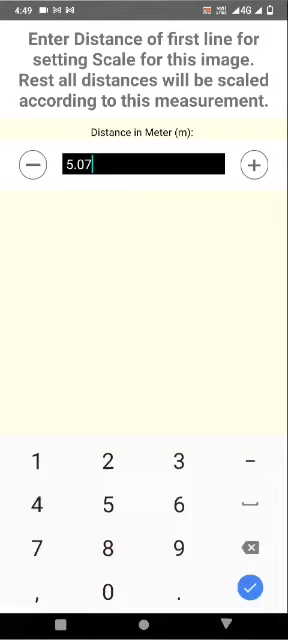 4:49 4G
Enter Distance of first line for
setting Scale for this image.
Rest all distances will be scaled
according to this measurement.
Distance in Meter (m):
5.07
1 2 3 –
4 5 6
7 8 9
, 0 .